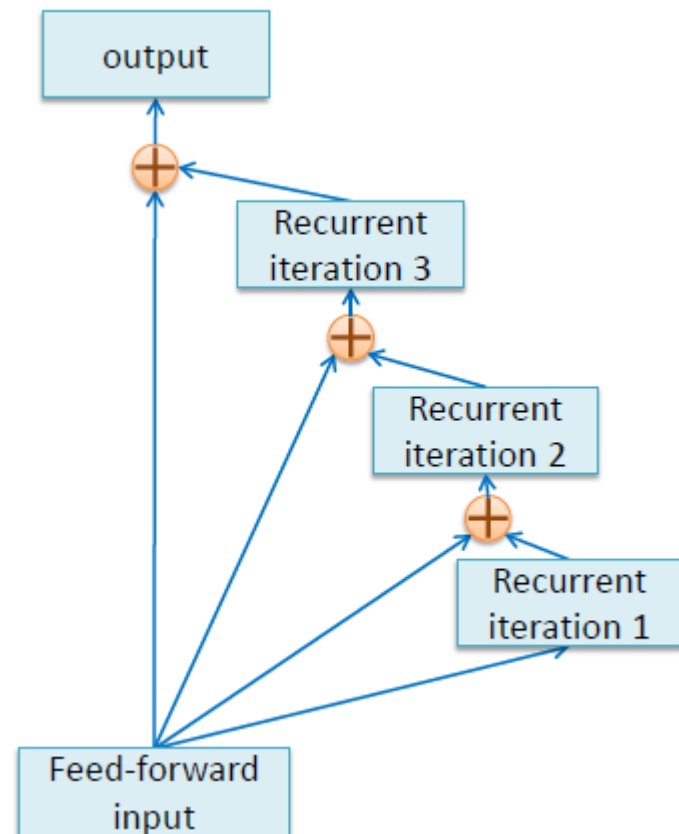 output
Recurrent
iteration 3
Recurrent
iteration 2
Recurrent
iteration 1
Feed-forward
input